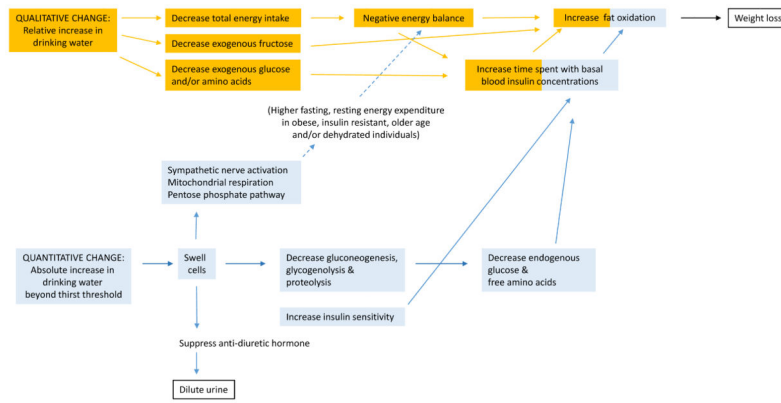 QUALITATIVE CHANGE:
Relative increase in
drinking water
Decrease total energy intake
Negative energy balance
Increase fat oxidation
Weight loss
Decrease exogenous fructose
Decrease exogenous glucose
and/or amino acids
Increase time spent with basal
blood insulin concentrations
(Higher fasting, resting energy expenditure
in obese, insulin resistant, older age
and/or dehydrated individuals)
Sympathetic nerve activation
Mitochondrial respiration
Pentose phosphate pathway
QUANTITATIVE CHANGE:
Absolute increase in
drinking water
beyond thirst threshold
Swell
cells
Decrease gluconeogenesis,
glycogenolysis &
proteolysis
Decrease endogenous
glucose &
free amino acids
Increase insulin sensitivity
Suppress anti-diuretic hormone
Dilute urine